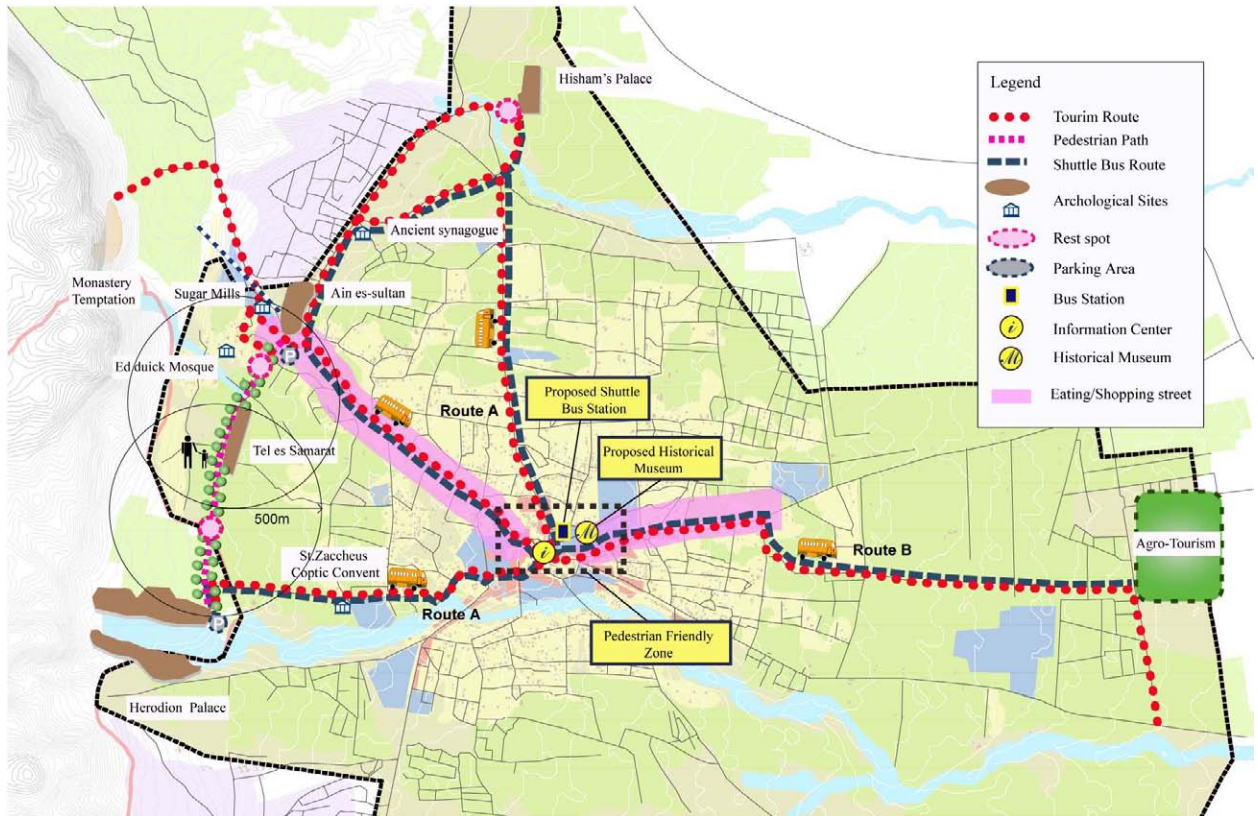 Hisham's Palace
Legend
Tourim Route
Pedestrian Path
Shuttle Bus Route
Archological Sites
Rest spot
P
Parking Area
Bus Station
i
Information Center
M
Historical Museum
Eating/Shopping street
Ancient synagogue
Monastery
Temptation
Sugar Mills
Ain es-sultan
Ed duick Mosque
P
Route A
Proposed Shuttle
Bus Station
Proposed Historical
Museum
Tel es Samarat
500m
St.Zaccheus
Coptic Convent
Route A
i
M
Route B
Agro-Tourism
Pedestrian Friendly
Zone
P
Herodion Palace